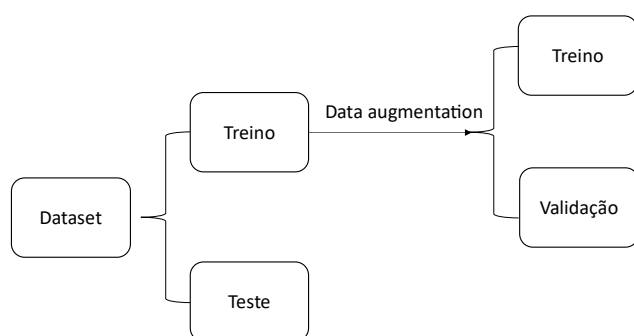 Treino
Data augmentation
Treino
Validação
Dataset
Teste